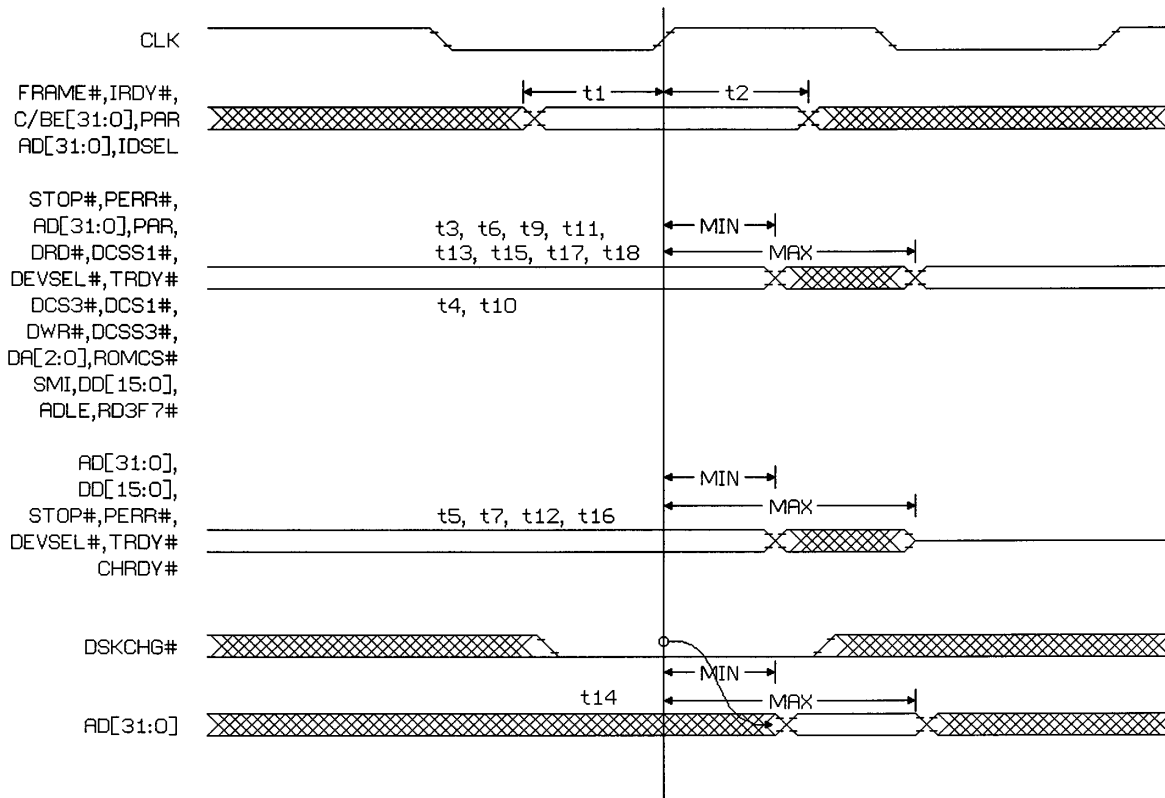 CLK
FRAME#,IRDY#,
C/BE[31:0],PAR
AD[31:0],IDSEL
t1
t2
STOP#,PERR#,
AD[31:0],PAR,
DRD#,DCSS1#,
DEVSEL#,TRDY#
DCS3#,DCS1#,
DWR#,DCSS3#,
DA[2:0],ROMCS#
SMI,DD[15:0],
ADLE,RD3F7#
t3, t6, t9, t11,
t13, t15, t17, t18
t4, t10
MIN
MAX
AD[31:0],
DD[15:0],
STOP#,PERR#,
DEVSEL#,TRDY#
CHRDY#
t5, t7, t12, t16
MIN
MAX
DSKCHG#
MIN
t14
MAX
AD[31:0]